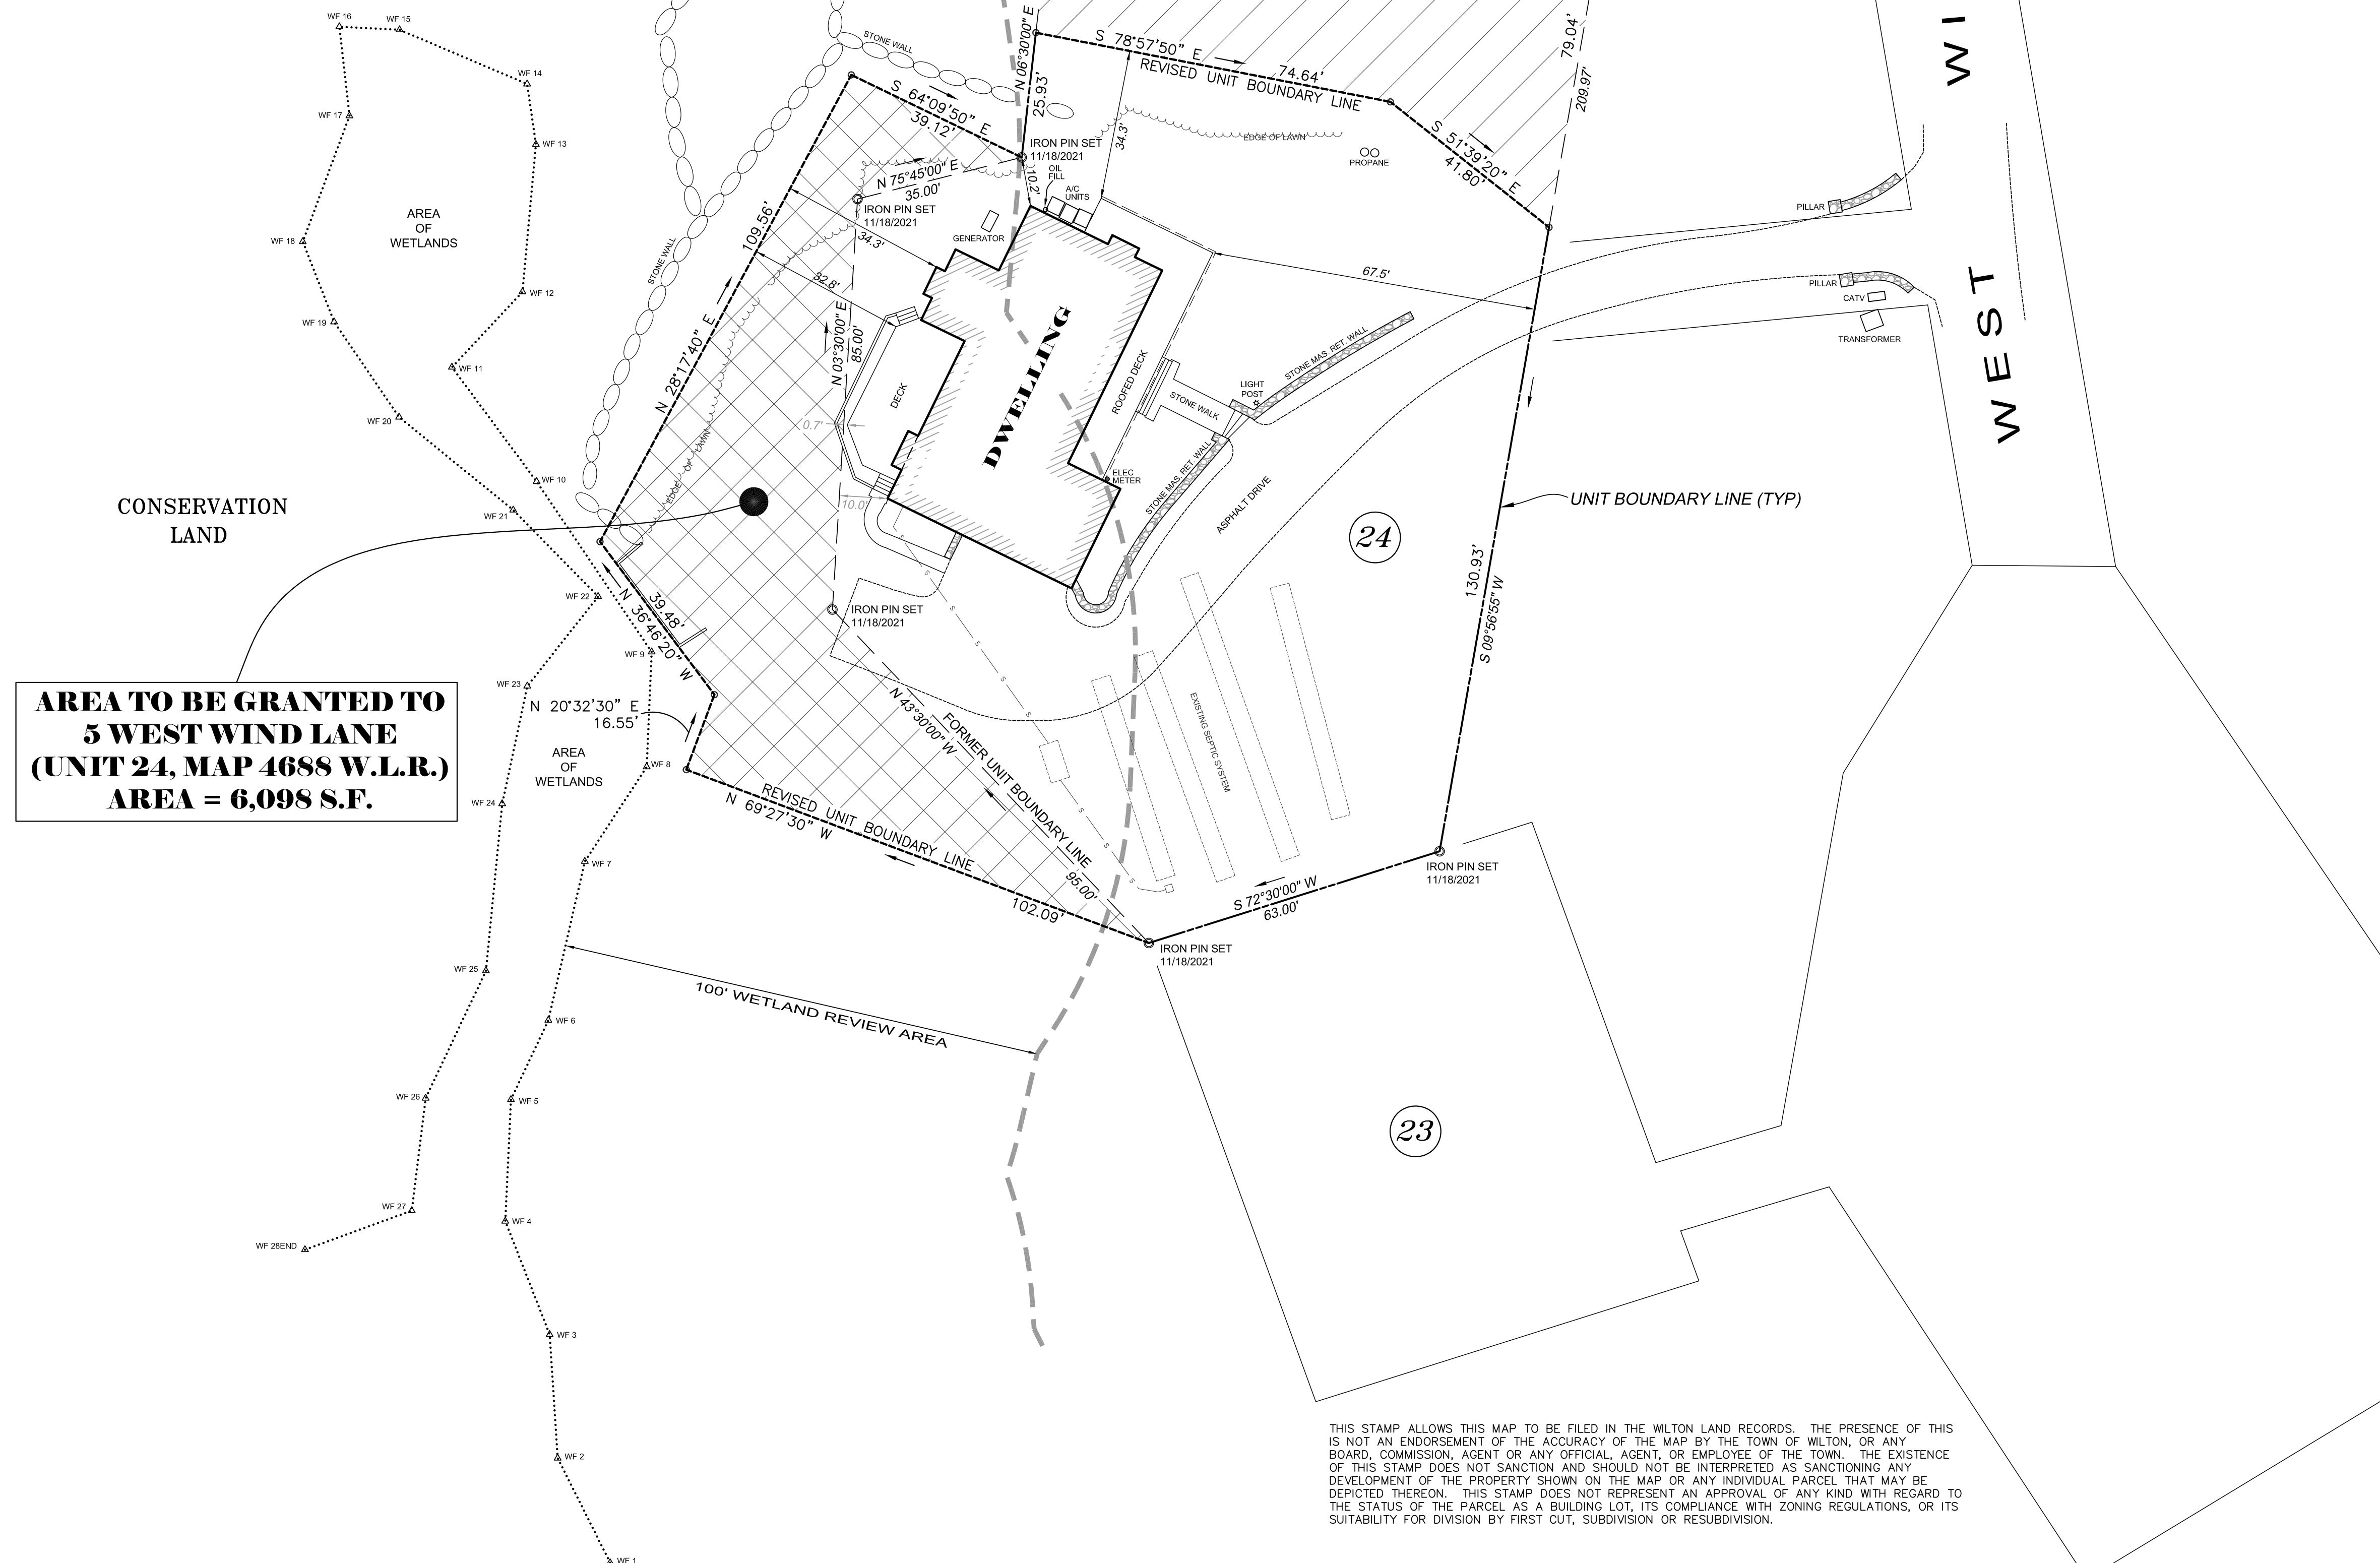 WF 16
WF 15
WF 14
WF 17
WF 13
AREA
OF
WETLANDS
WF 18
WF 12
WF 19
WF 11
WF 20
WF 10
WF 21
CONSERVATION
LAND
WF 22
WF 9
WF 23
AREA TO BE GRANTED TO
5 WEST WIND LANE
(UNIT 24, MAP 4688 W.L.R.)
AREA = 6,098 S.F.
N 20°32'30" E
16.55'
AREA
OF
WETLANDS
WF 8
WF 24
WF 7
WF 25
WF 6
WF 26
WF 5
WF 27
WF 4
WF 28END
WF 3
WF 2
WF 1
STONE WALL
STONE WALL
S 64°09'50" E
39.12'
N 06°30'00" E
25.93'
S 78°57'50" E
74.64'
REVISED UNIT BOUNDARY LINE
79.04'
209.97'
S 51°39'20" E
41.80'
34.3'
EDGE OF LAWN
PROPANE
IRON PIN SET
11/18/2021
OIL
FILL
10.2'
A/C
UNITS
N 75°45'00" E
35.00'
IRON PIN SET
11/18/2021
GENERATOR
109.56'
N 28°17'40" E
34.3'
32.8'
N 03°30'00" E
85.00'
EDGE OF LAWN
0.7'
10.0'
DECK
DWELLING
ROOFED DECK
67.5'
STONE WALK
LIGHT
POST
STONE MAS. RET. WALL
STONE MAS. RET. WALL
ELEC
METER
ASPHALT DRIVE
24
PILLAR
PILLAR
CATV
TRANSFORMER
WEST WI
UNIT BOUNDARY LINE (TYP)
130.93'
S 09°56'55" W
39.48'
N 36°46'20" W
IRON PIN SET
11/18/2021
S
S
S
S
S
S
S
EXISTING SEPTIC SYSTEM
N 43°30'00" W
FORMER UNIT BOUNDARY LINE
95.00'
REVISED UNIT BOUNDARY LINE
N 69°27'30" W
102.09'
S 72°30'00" W
63.00'
IRON PIN SET
11/18/2021
IRON PIN SET
11/18/2021
100' WETLAND REVIEW AREA
23
THIS STAMP ALLOWS THIS MAP TO BE FILED IN THE WILTON LAND RECORDS. THE PRESENCE OF THIS
IS NOT AN ENDORSEMENT OF THE ACCURACY OF THE MAP BY THE TOWN OF WILTON, OR ANY
BOARD, COMMISSION, AGENT OR ANY OFFICIAL, AGENT, OR EMPLOYEE OF THE TOWN. THE EXISTENCE
OF THIS STAMP DOES NOT SANCTION AND SHOULD NOT BE INTERPRETED AS SANCTIONING ANY
DEVELOPMENT OF THE PROPERTY SHOWN ON THE MAP OR ANY INDIVIDUAL PARCEL THAT MAY BE
DEPICTED THEREON. THIS STAMP DOES NOT REPRESENT AN APPROVAL OF ANY KIND WITH REGARD TO
THE STATUS OF THE PARCEL AS A BUILDING LOT, ITS COMPLIANCE WITH ZONING REGULATIONS, OR ITS
SUITABILITY FOR DIVISION BY FIRST CUT, SUBDIVISION OR RESUBDIVISION.